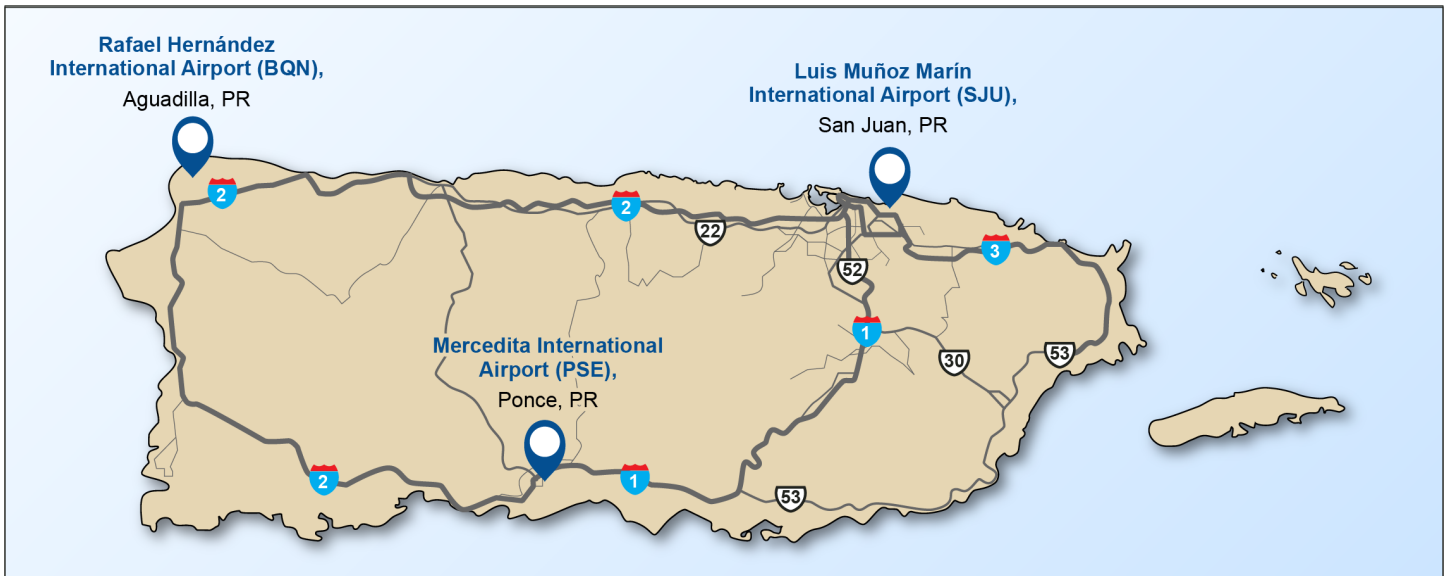 Rafael Hernández
International Airport (BQN),
Aguadilla, PR
Luis Muñoz Marín
International Airport (SJU),
San Juan, PR
2
2
22
3
52
1
Mercedita International
Airport (PSE),
Ponce, PR
30
53
2
1
53